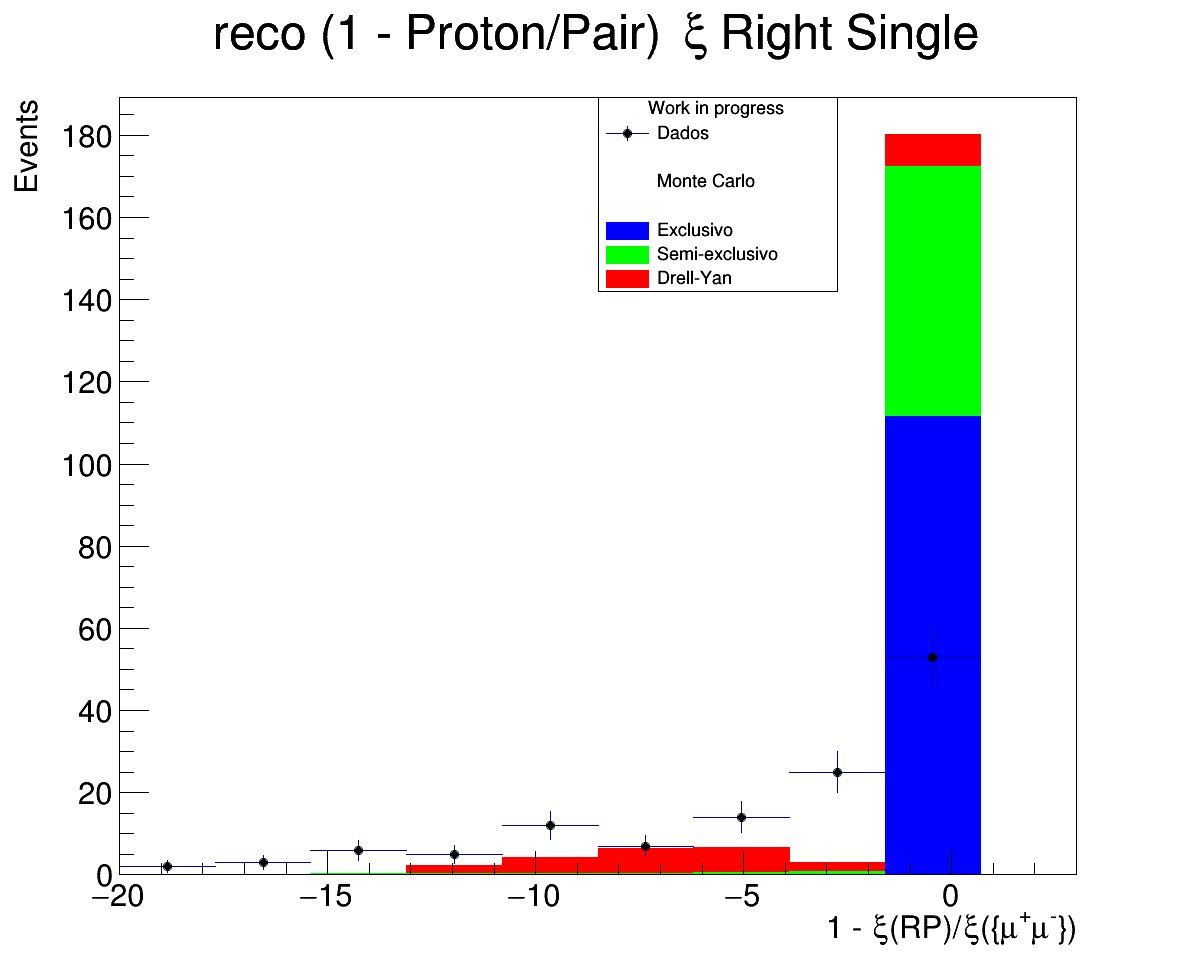 reco (1 - Proton/Pair) ξ Right Single
Events
180
160
140
120
100
80
60
40
20
0
Work in progress
Dados
Monte Carlo
Exclusivo
Semi-exclusivo
Drell-Yan
−20 −15 −10 −5 0
1 - ξ(RP)/ξ({μ⁺μ⁻})